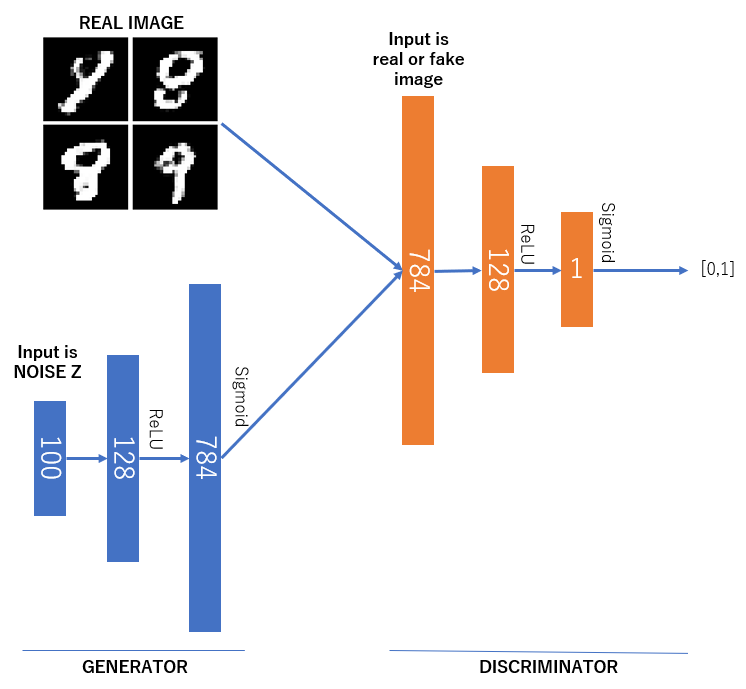 REAL IMAGE
Input is
real or fake
image
784
128
ReLU
1
Sigmoid
[0,1]
Input is
NOISE Z
100
128
ReLU
784
Sigmoid
GENERATOR
DISCRIMINATOR